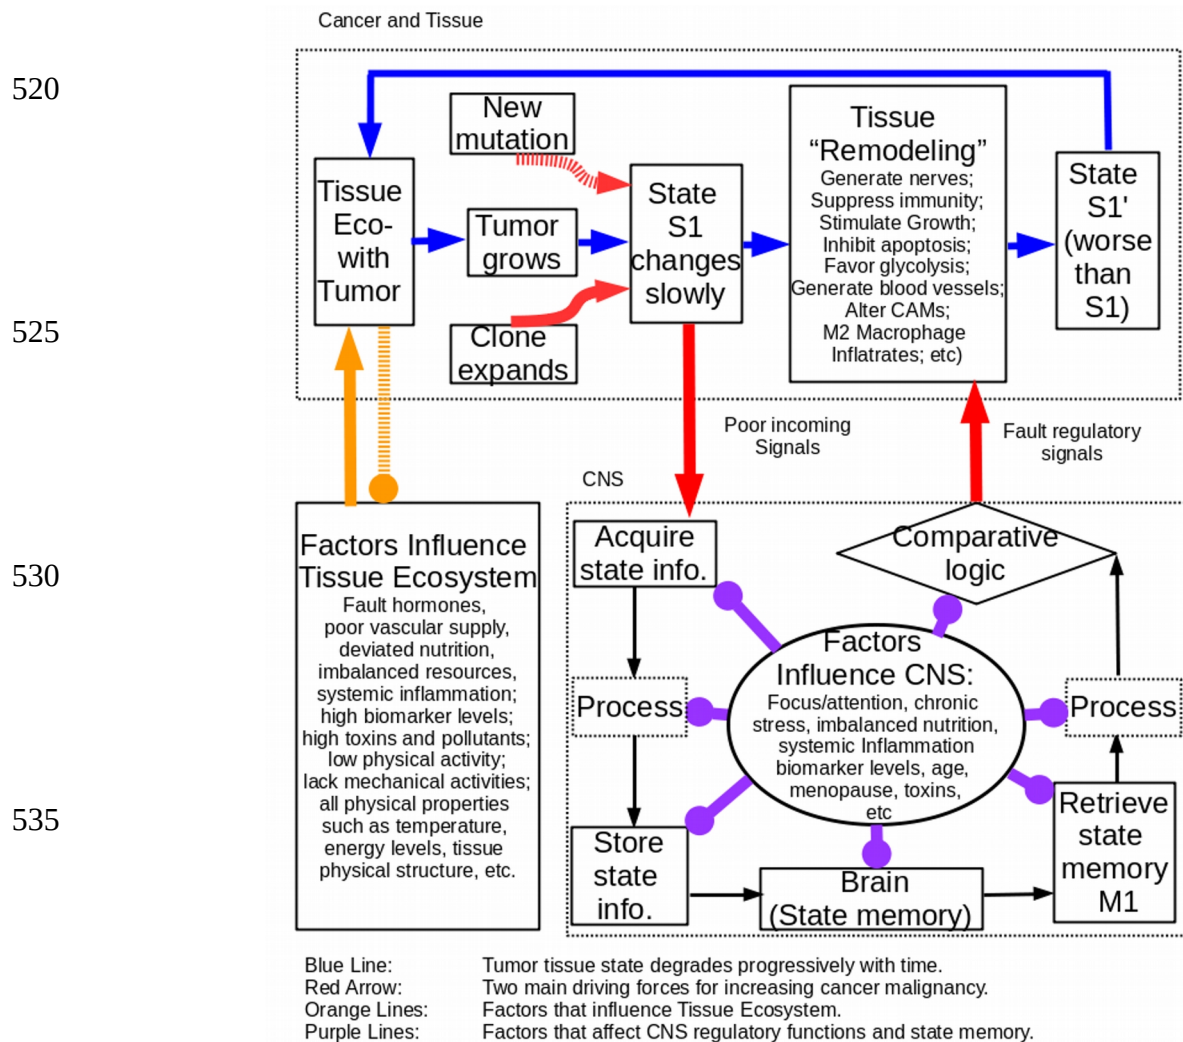 Cancer and Tissue
520
New
mutation
Tissue
Eco-
with
Tumor
Tumor
grows
Clone
expands
State
S1
changes
slowly
Tissue
“Remodeling”
Generate nerves;
Suppress immunity;
Stimulate Growth;
Inhibit apoptosis;
Favor glycolysis;
Generate blood vessels;
Alter CAMs;
M2 Macrophage
Inflatrates; etc)
State
S1'
(worse
than
S1)
525
Poor incoming
Signals
Fault regulatory
signals
CNS
530
Factors Influence
Tissue Ecosystem
Fault hormones,
poor vascular supply,
deviated nutrition,
imbalanced resources,
systemic inflammation;
high biomarker levels;
high toxins and pollutants;
low physical activity;
lack mechanical activities;
all physical properties
such as temperature,
energy levels, tissue
physical structure, etc.
Acquire
state info.
Process
Store
state
info.
Factors
Influence CNS:
Focus/attention, chronic
stress, imbalanced nutrition,
systemic Inflammation
biomarker levels, age,
menopause, toxins,
etc
Brain
(State memory)
Comparative
logic
Process
Retrieve
state
memory
M1
535
Blue Line: Tumor tissue state degrades progressively with time.
Red Arrow: Two main driving forces for increasing cancer malignancy.
Orange Lines: Factors that influence Tissue Ecosystem.
Purple Lines: Factors that affect CNS regulatory functions and state memory.